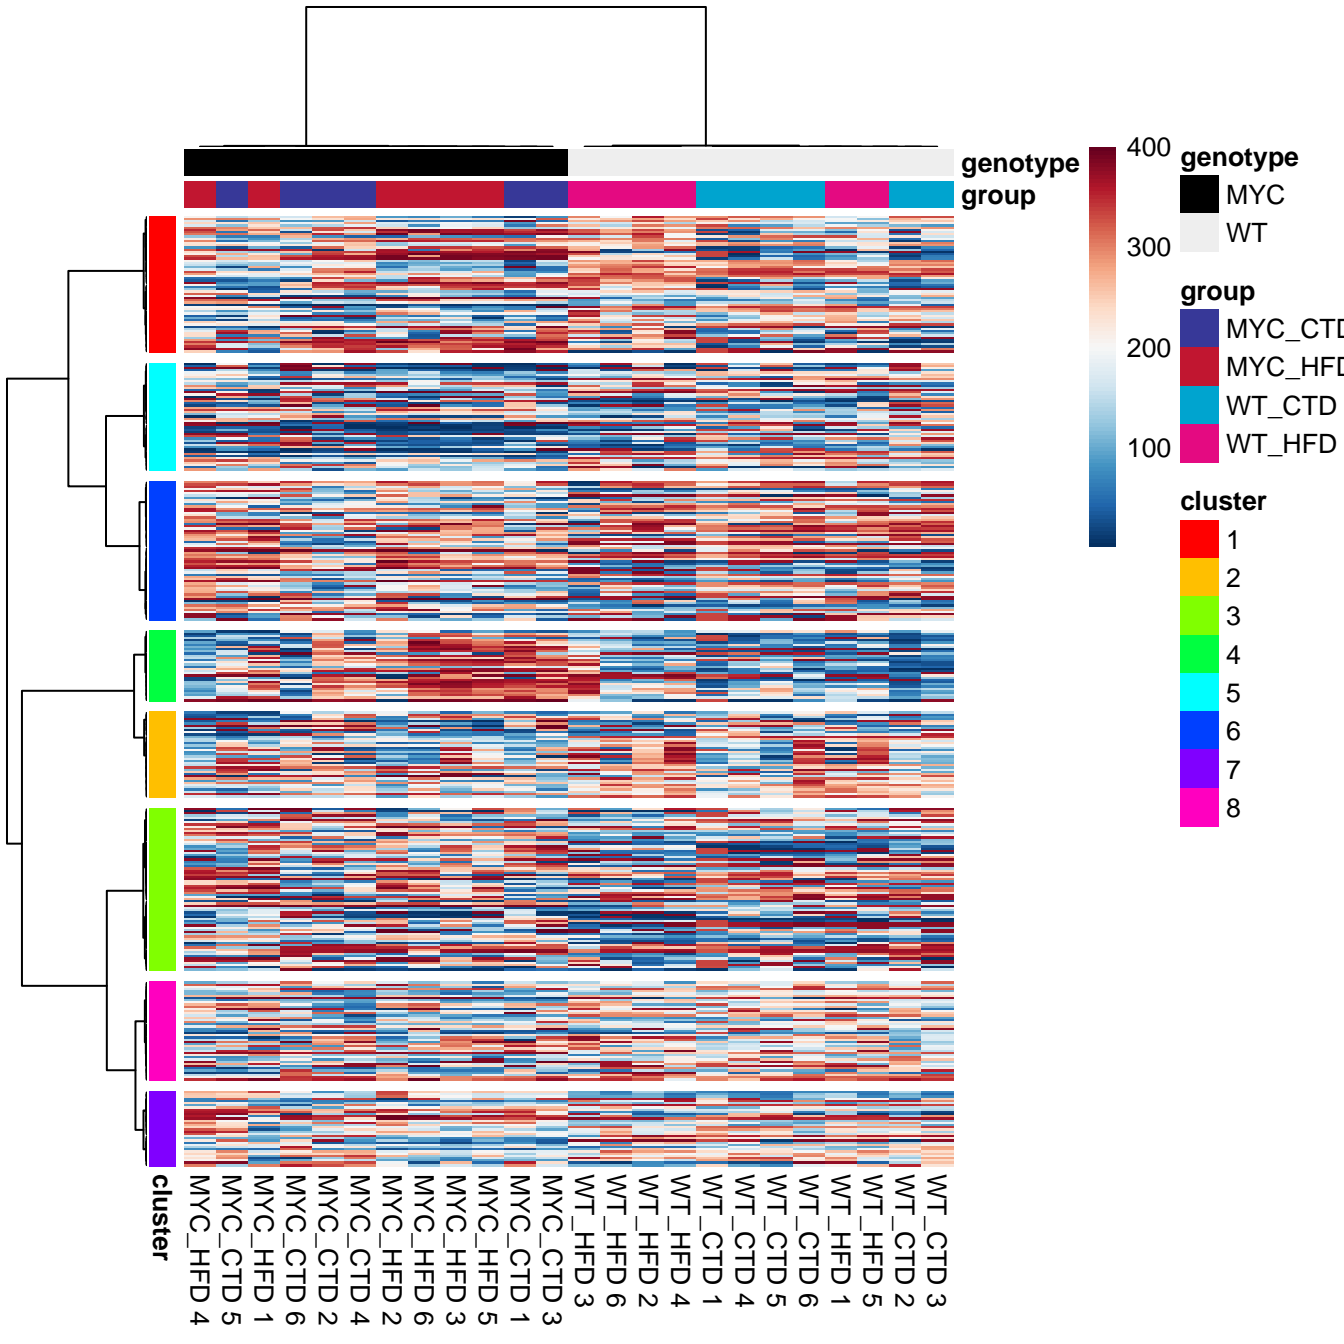 genotype
group
400
300
200
100
genotype
MYC
WT
group
MYC_CTD
MYC_HFD
WT_CTD
WT_HFD
cluster
1
2
3
4
5
6
7
8
cluster
MYC_HFD 4
MYC_CTD 5
MYC_HFD 1
MYC_CTD 6
MYC_CTD 2
MYC_CTD 4
MYC_HFD 2
MYC_HFD 6
MYC_HFD 3
MYC_HFD 5
MYC_CTD 1
MYC_CTD 3
WT_HFD 3
WT_HFD 6
WT_HFD 2
WT_HFD 4
WT_CTD 1
WT_CTD 4
WT_CTD 5
WT_CTD 6
WT_HFD 1
WT_HFD 5
WT_CTD 2
WT_CTD 3